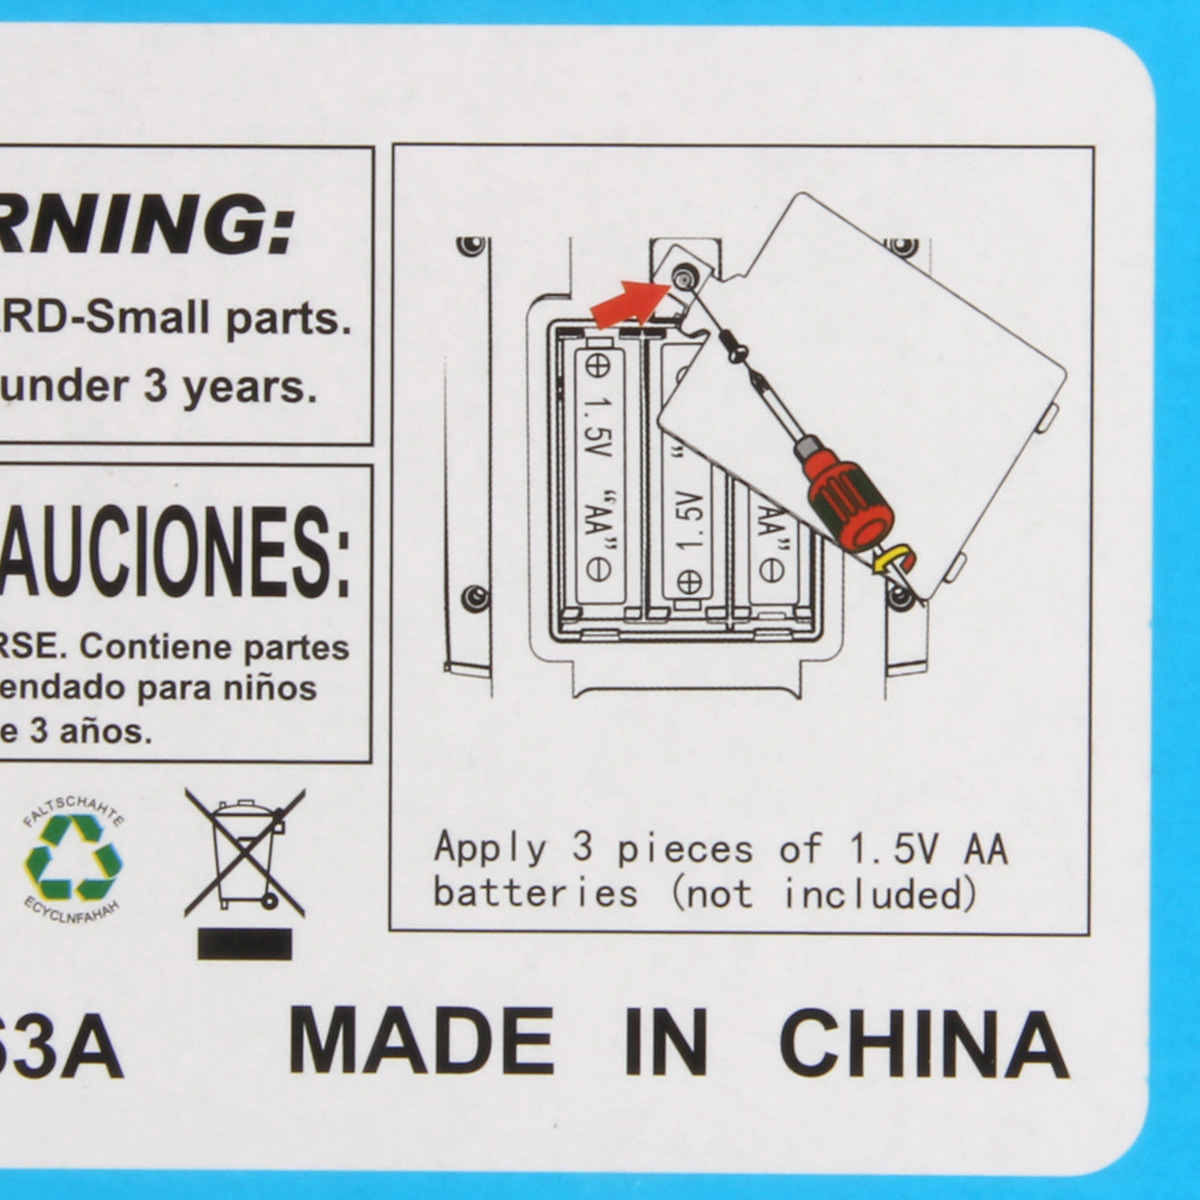 RNING:
RD-Small parts.
under 3 years.
AUCIONES:
RSE. Contiene partes
endado para niños
e 3 años.
FALTSCHAHTE
ECYCLNFAHAH
1.5V "AA"
" 1.5V
AA"
Apply 3 pieces of 1.5V AA
batteries (not included)
63A MADE IN CHINA